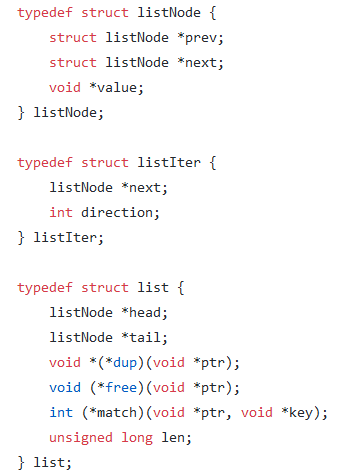 typedef struct listNode {
    struct listNode *prev;
    struct listNode *next;
    void *value;
} listNode;

typedef struct listIter {
    listNode *next;
    int direction;
} listIter;

typedef struct list {
    listNode *head;
    listNode *tail;
    void *(*dup)(void *ptr);
    void (*free)(void *ptr);
    int (*match)(void *ptr, void *key);
    unsigned long len;
} list;